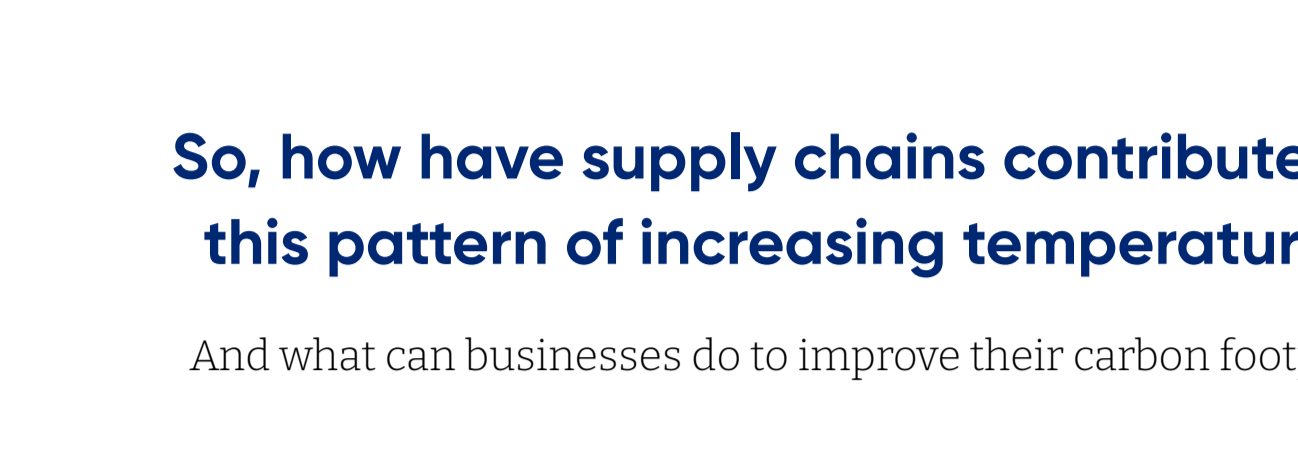 So, how have supply chains contribute
this pattern of increasing temperatur
And what can businesses do to improve their carbon foot